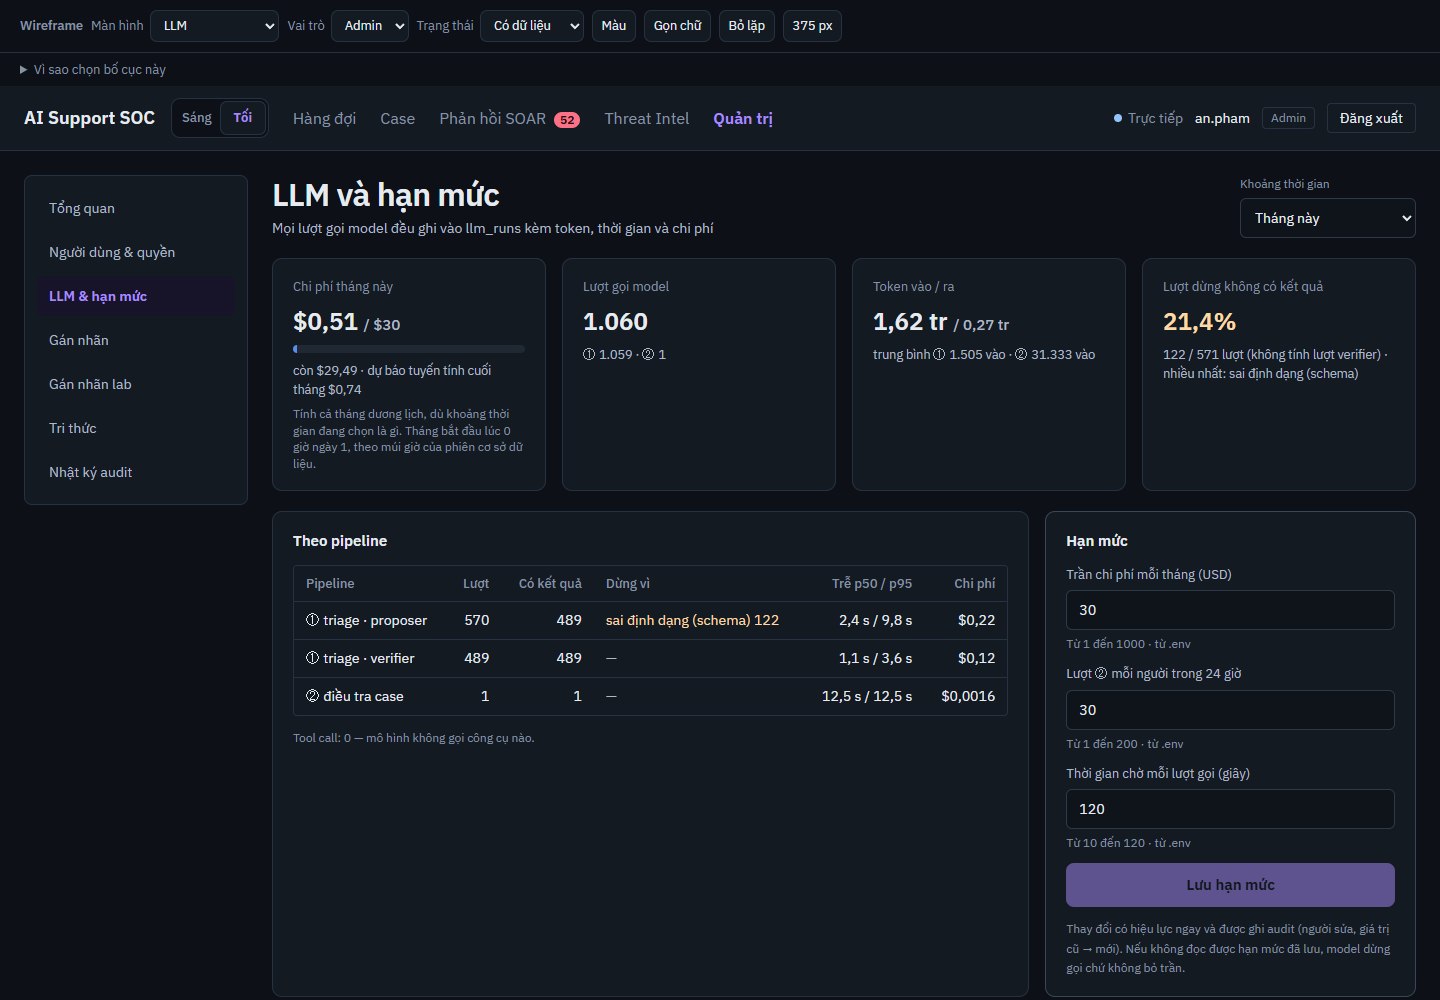 Wireframe Màn hình LLM Vai trò Admin Trạng thái Có dữ liệu Màu Gọn chữ Bỏ lặp 375 px
▶ Vì sao chọn bố cục này
AI Support SOC Sáng Tối Hàng đợi Case Phản hồi SOAR 52 Threat Intel Quản trị Trực tiếp an.pham Admin Đăng xuất
Tổng quan
Người dùng & quyền
LLM & hạn mức
Gán nhãn
Gán nhãn lab
Tri thức
Nhật ký audit
LLM và hạn mức
Mọi lượt gọi model đều ghi vào llm_runs kèm token, thời gian và chi phí
Khoảng thời gian
Tháng này
Chi phí tháng này
$0,51 / $30
còn $29,49 · dự báo tuyến tính cuối
tháng $0,74
Tính cả tháng dương lịch, dù khoảng thời
gian đang chọn là gì. Tháng bắt đầu lúc 0
giờ ngày 1, theo múi giờ của phiên cơ sở dữ
liệu.
Lượt gọi model
1.060
① 1.059 · ② 1
Token vào / ra
1,62 tr / 0,27 tr
trung bình ① 1.505 vào · ② 31.333 vào
Lượt dừng không có kết quả
21,4%
122 / 571 lượt (không tính lượt verifier) ·
nhiều nhất: sai định dạng (schema)
Theo pipeline
Pipeline Lượt Có kết quả Dừng vì Trễ p50 / p95 Chi phí
① triage · proposer 570 489 sai định dạng (schema) 122 2,4 s / 9,8 s $0,22
① triage · verifier 489 489 — 1,1 s / 3,6 s $0,12
② điều tra case 1 1 — 12,5 s / 12,5 s $0,0016
Tool call: 0 — mô hình không gọi công cụ nào.
Hạn mức
Trần chi phí mỗi tháng (USD)
30
Từ 1 đến 1000 · từ .env
Lượt ② mỗi người trong 24 giờ
30
Từ 1 đến 200 · từ .env
Thời gian chờ mỗi lượt gọi (giây)
120
Từ 10 đến 120 · từ .env
Lưu hạn mức
Thay đổi có hiệu lực ngay và được ghi audit (người sửa, giá trị
cũ → mới). Nếu không đọc được hạn mức đã lưu, model dừng
gọi chứ không bỏ trần.